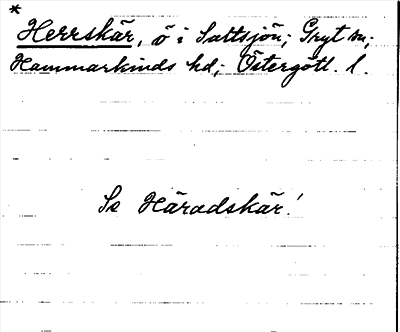 *
Herrskär, ö i Saltsjön; Gryt sn;
Hammarkinds hd; Östergötl. l.
Se Häradskär!